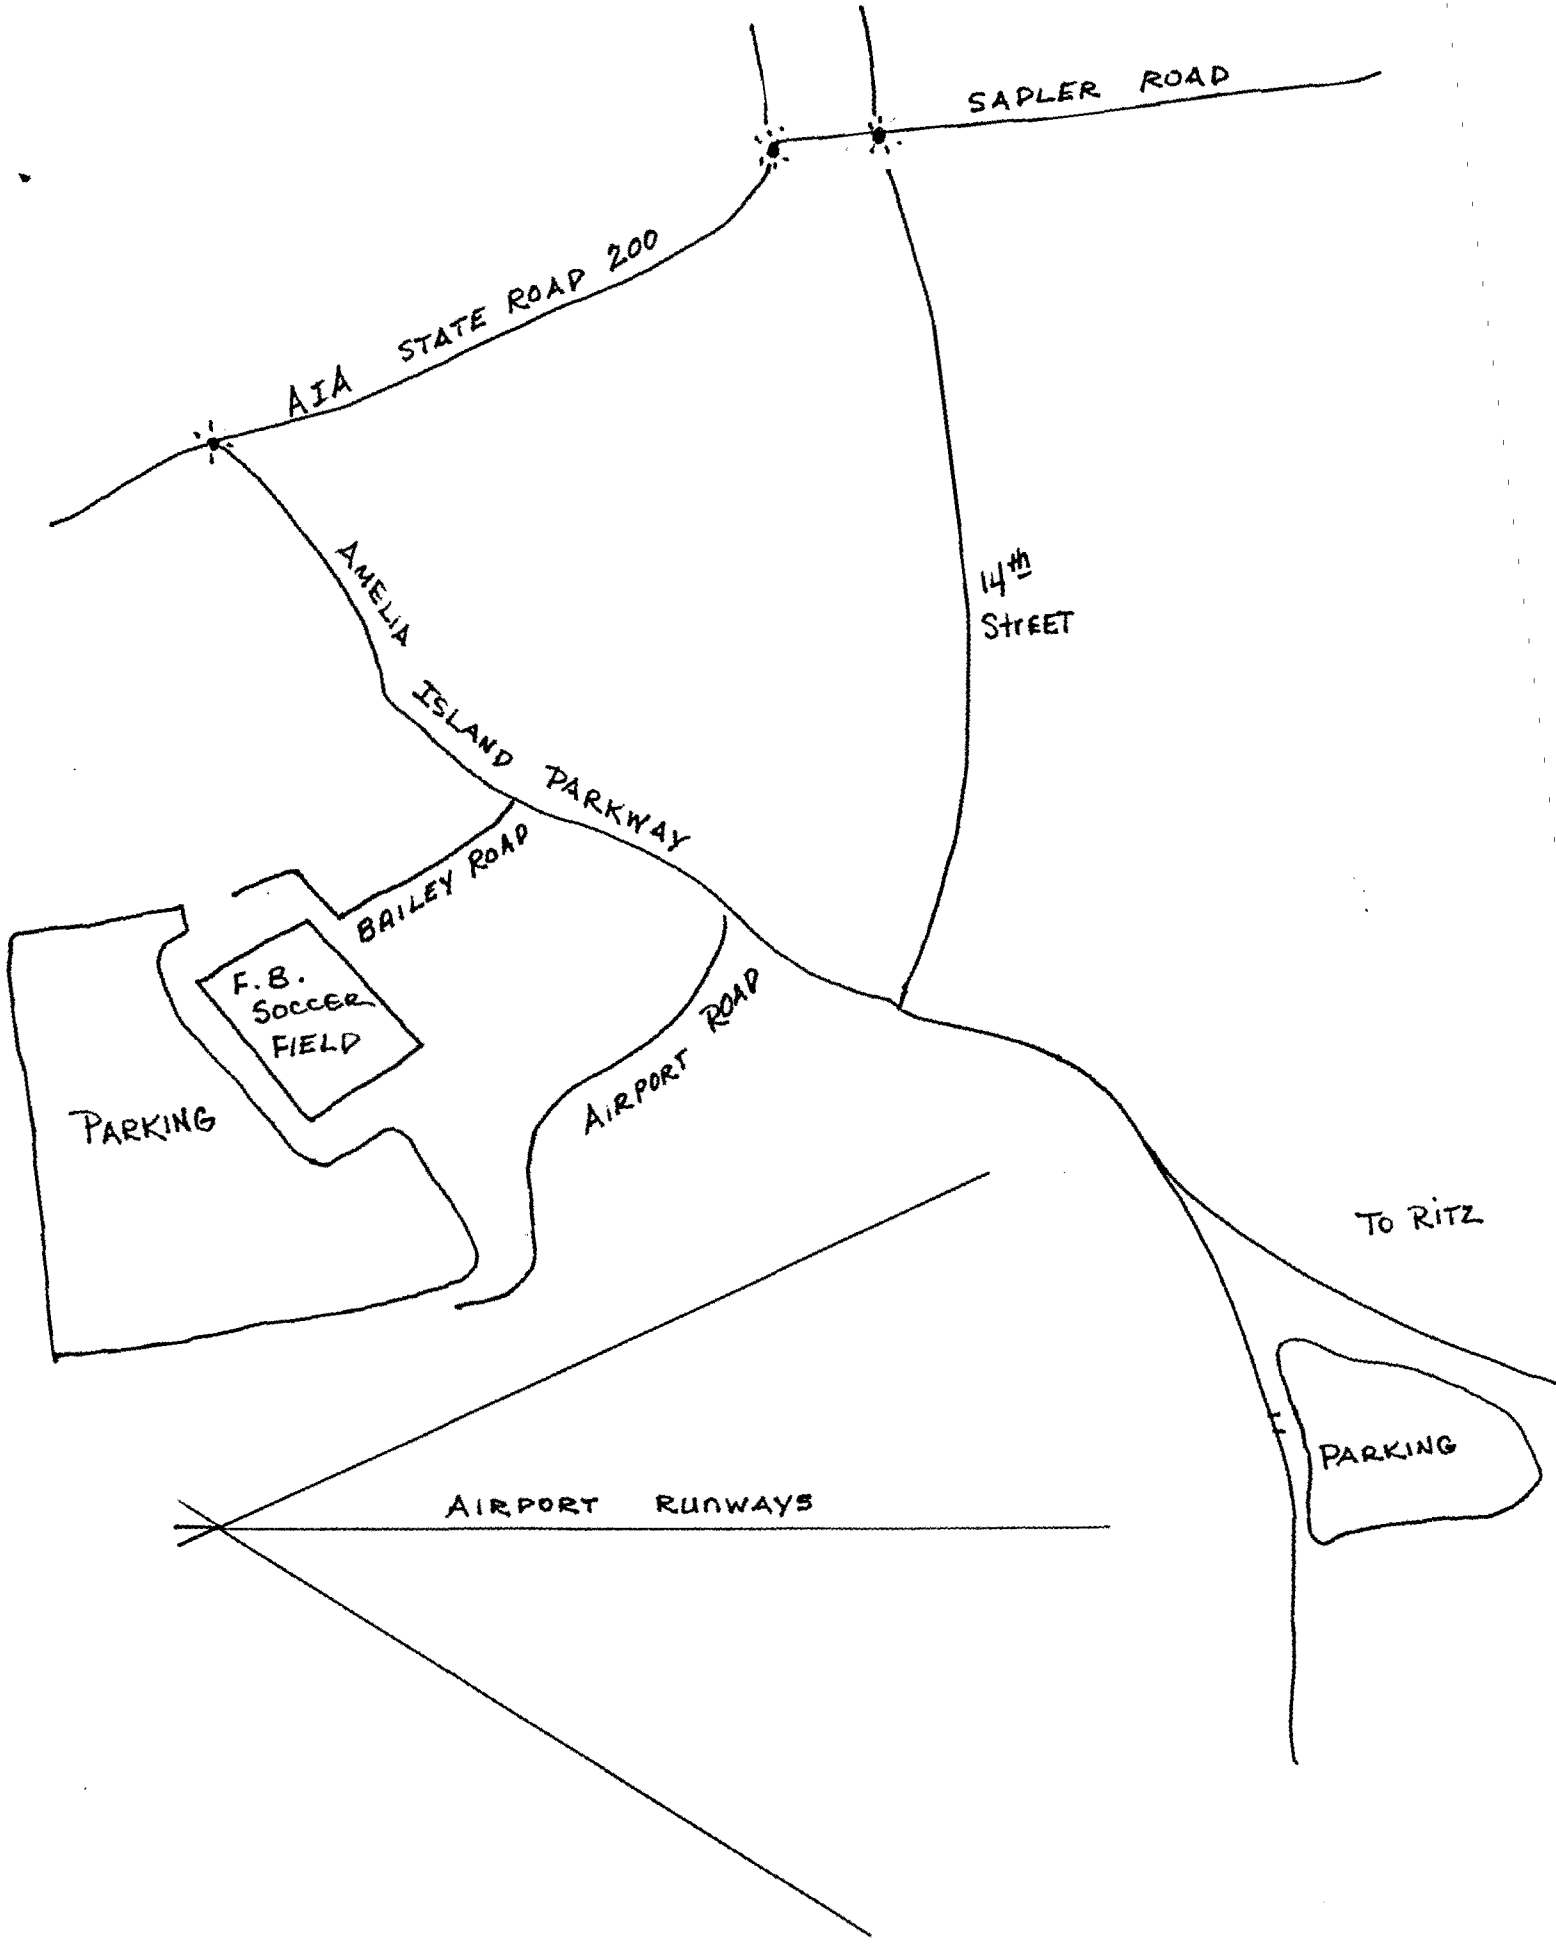 SADLER ROAD
AIA STATE ROAD 200
14th
StrEET
AMELIA ISLAND PARKWAY
BAILEY ROAD
F.B.
SOCCER
FIELD
AIRPORT ROAD
PARKING
TO RiTZ
PARKING
AIRPORT RUNWAYS